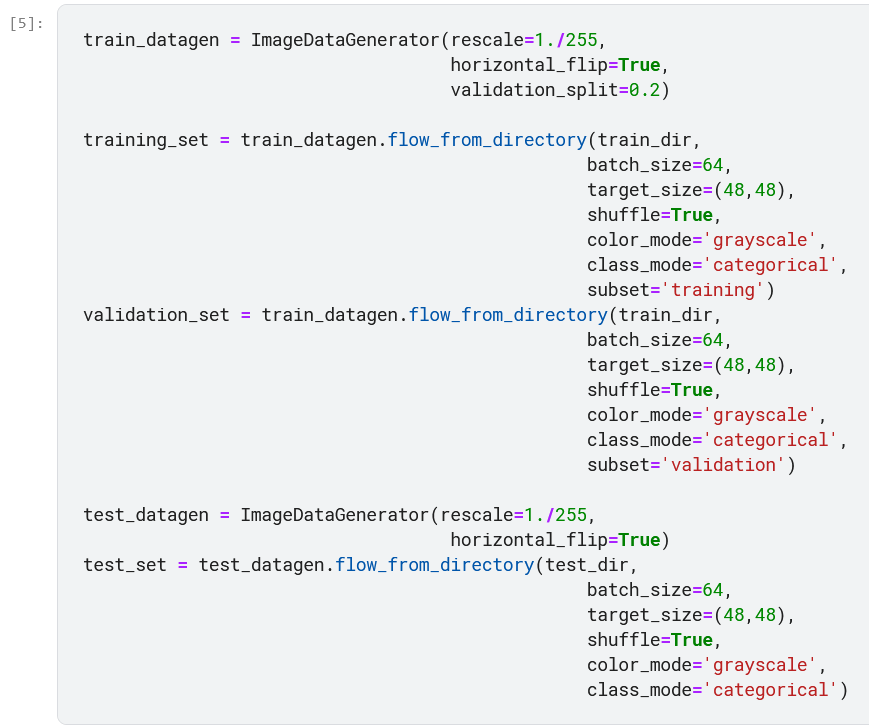 [5]:
train_datagen = ImageDataGenerator(rescale=1./255,
horizontal_flip=True,
validation_split=0.2)
training_set = train_datagen.flow_from_directory(train_dir,
batch_size=64,
target_size=(48,48),
shuffle=True,
color_mode='grayscale',
class_mode='categorical',
subset='training')
validation_set = train_datagen.flow_from_directory(train_dir,
batch_size=64,
target_size=(48,48),
shuffle=True,
color_mode='grayscale',
class_mode='categorical',
subset='validation')
test_datagen = ImageDataGenerator(rescale=1./255,
horizontal_flip=True)
test_set = test_datagen.flow_from_directory(test_dir,
batch_size=64,
target_size=(48,48),
shuffle=True,
color_mode='grayscale',
class_mode='categorical')